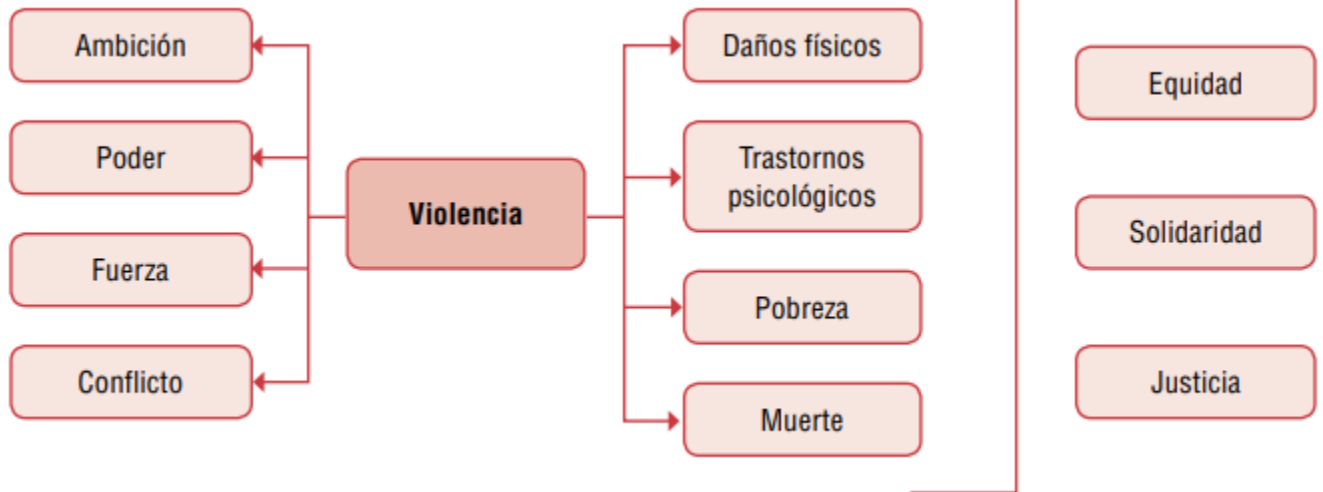 Ambición
Poder
Fuerza
Conflicto
Violencia
Daños físicos
Trastornos
psicológicos
Pobreza
Muerte
Equidad
Solidaridad
Justicia